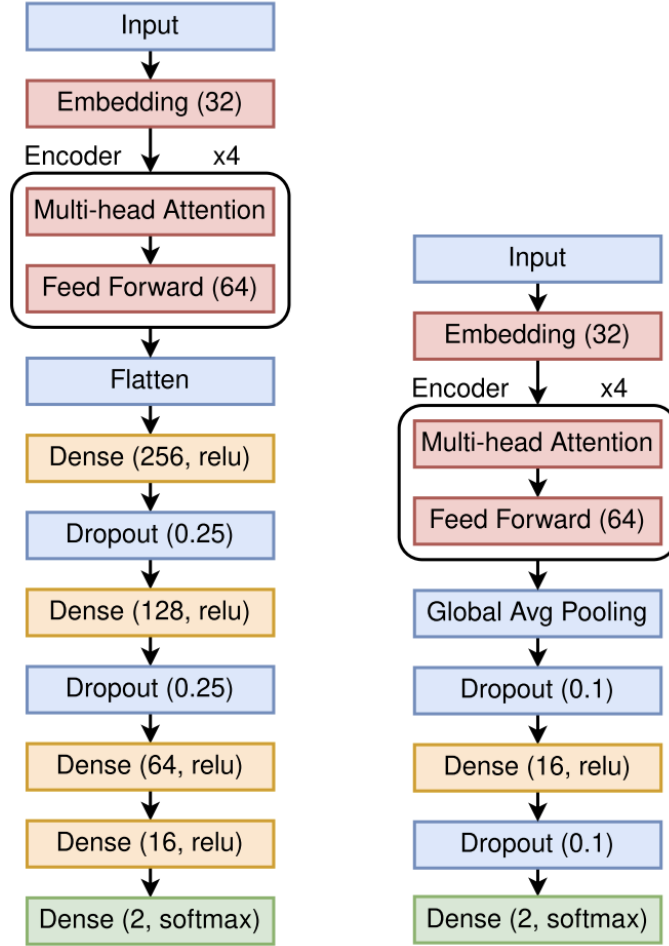 Input
Embedding (32)
Encoder x4
Multi-head Attention
Feed Forward (64)
Flatten
Dense (256, relu)
Dropout (0.25)
Dense (128, relu)
Dropout (0.25)
Dense (64, relu)
Dense (16, relu)
Dense (2, softmax)
Input
Embedding (32)
Encoder x4
Multi-head Attention
Feed Forward (64)
Global Avg Pooling
Dropout (0.1)
Dense (16, relu)
Dropout (0.1)
Dense (2, softmax)